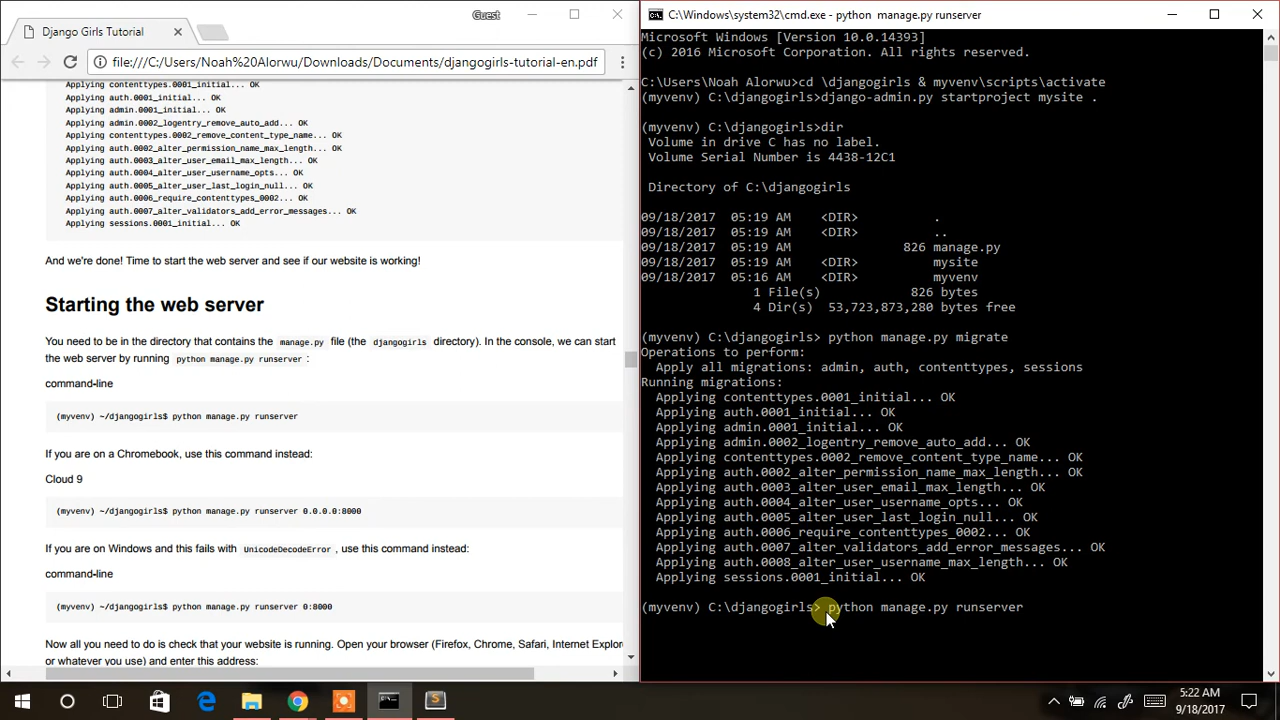 Django Girls Tutorial
Guest
file:///C:/Users/Noah%20Alorwu/Downloads/Documents/djangogirls-tutorial-en.pdf
Applying contenttypes.0001_initial... OK
Applying auth.0001_initial... OK
Applying admin.0001_initial... OK
Applying admin.0002_logentry_remove_auto_add... OK
Applying contenttypes.0002_remove_content_type_name... OK
Applying auth.0002_alter_permission_name_max_length... OK
Applying auth.0003_alter_user_email_max_length... OK
Applying auth.0004_alter_user_username_opts... OK
Applying auth.0005_alter_user_last_login_null... OK
Applying auth.0006_require_contenttypes_0002... OK
Applying auth.0007_alter_validators_add_error_messages... OK
Applying sessions.0001_initial... OK
And we're done! Time to start the web server and see if our website is working!
Starting the web server
You need to be in the directory that contains the manage.py file (the djangogirls directory). In the console, we can start
the web server by running python manage.py runserver :
command-line
(myvenv) ~/djangogirls$ python manage.py runserver
If you are on a Chromebook, use this command instead:
Cloud 9
(myvenv) ~/djangogirls$ python manage.py runserver 0.0.0.0:8000
If you are on Windows and this fails with UnicodeDecodeError , use this command instead:
command-line
(myvenv) ~/djangogirls$ python manage.py runserver 0:8000
Now all you need to do is check that your website is running. Open your browser (Firefox, Chrome, Safari, Internet Explor
or whatever you use) and enter this address:
C:\Windows\system32\cmd.exe - python  manage.py runserver
Microsoft Windows [Version 10.0.14393]
(c) 2016 Microsoft Corporation. All rights reserved.
C:\Users\Noah Alorwu>cd \djangogirls & myvenv\scripts\activate
(myvenv) C:\djangogirls>django-admin.py startproject mysite .
(myvenv) C:\djangogirls>dir
Volume in drive C has no label.
Volume Serial Number is 4438-12C1
Directory of C:\djangogirls
09/18/2017  05:19 AM    <DIR>          .
09/18/2017  05:19 AM    <DIR>          ..
09/18/2017  05:19 AM               826 manage.py
09/18/2017  05:19 AM    <DIR>          mysite
09/18/2017  05:16 AM    <DIR>          myvenv
1 File(s)            826 bytes
4 Dir(s)  53,723,873,280 bytes free
(myvenv) C:\djangogirls> python manage.py migrate
Operations to perform:
Apply all migrations: admin, auth, contenttypes, sessions
Running migrations:
Applying contenttypes.0001_initial... OK
Applying auth.0001_initial... OK
Applying admin.0001_initial... OK
Applying admin.0002_logentry_remove_auto_add... OK
Applying contenttypes.0002_remove_content_type_name... OK
Applying auth.0002_alter_permission_name_max_length... OK
Applying auth.0003_alter_user_email_max_length... OK
Applying auth.0004_alter_user_username_opts... OK
Applying auth.0005_alter_user_last_login_null... OK
Applying auth.0006_require_contenttypes_0002... OK
Applying auth.0007_alter_validators_add_error_messages... OK
Applying auth.0008_alter_user_username_max_length... OK
Applying sessions.0001_initial... OK
(myvenv) C:\djangogirls> python manage.py runserver
5:22 AM
9/18/2017